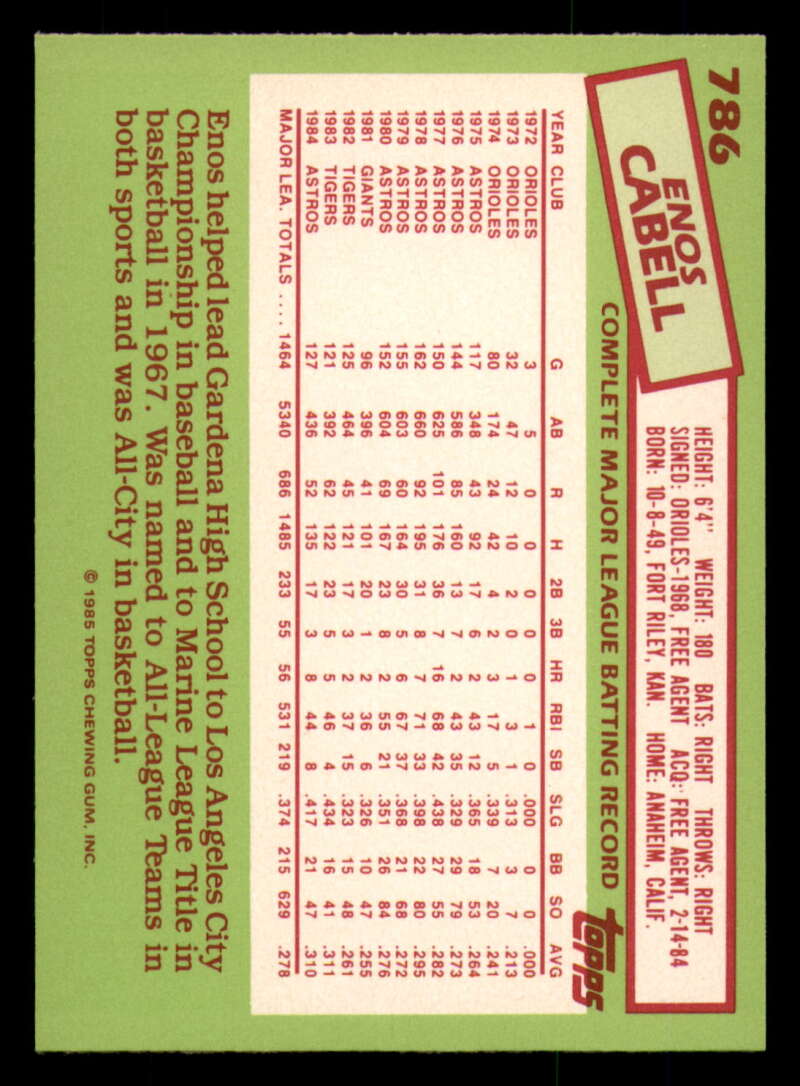 786
ENOS
CABELL
HEIGHT: 6'4" WEIGHT: 180 BATS: RIGHT THROWS: RIGHT
SIGNED: ORIOLES-1968, FREE AGENT ACQ: FREE AGENT, 2-14-84
BORN: 10-8-49, FORT RILEY, KAN. HOME: ANAHEIM, CALIF.
COMPLETE MAJOR LEAGUE BATTING RECORD topps
YEAR CLUB G AB R H 2B 3B HR RBI SB SLG BB SO AVG
1972 ORIOLES 3 5 0 0 0 0 0 1 0 .000 0 0 .000
1973 ORIOLES 32 47 12 10 2 0 1 3 1 .313 3 7 .213
1974 ORIOLES 80 174 24 42 4 2 3 17 5 .339 7 20 .241
1975 ASTROS 117 348 43 92 17 6 2 43 12 .365 18 53 .264
1976 ASTROS 144 586 85 160 13 7 2 43 35 .329 29 79 .273
1977 ASTROS 150 625 101 176 36 7 16 68 42 .438 27 55 .282
1978 ASTROS 162 660 92 195 31 8 7 71 33 .398 22 80 .295
1979 ASTROS 155 603 60 164 30 5 6 67 37 .368 21 68 .272
1980 ASTROS 152 604 69 167 23 8 2 55 21 .351 26 84 .276
1981 GIANTS 96 396 41 101 20 1 2 36 6 .326 10 47 .255
1982 TIGERS 125 464 45 121 17 3 2 37 15 .323 15 48 .261
1983 TIGERS 121 392 62 122 23 5 5 46 4 .434 16 41 .311
1984 ASTROS 127 436 52 135 17 3 8 44 8 .417 21 47 .310
MAJOR LEA. TOTALS .... 1464 5340 686 1485 233 55 56 531 219 .374 215 629 .278
Enos helped lead Gardena High School to Los Angeles City
Championship in baseball and to Marine League Title in
basketball in 1967. Was named to All-League Teams in
both sports and was All-City in basketball.
© 1985 TOPPS CHEWING GUM, INC.